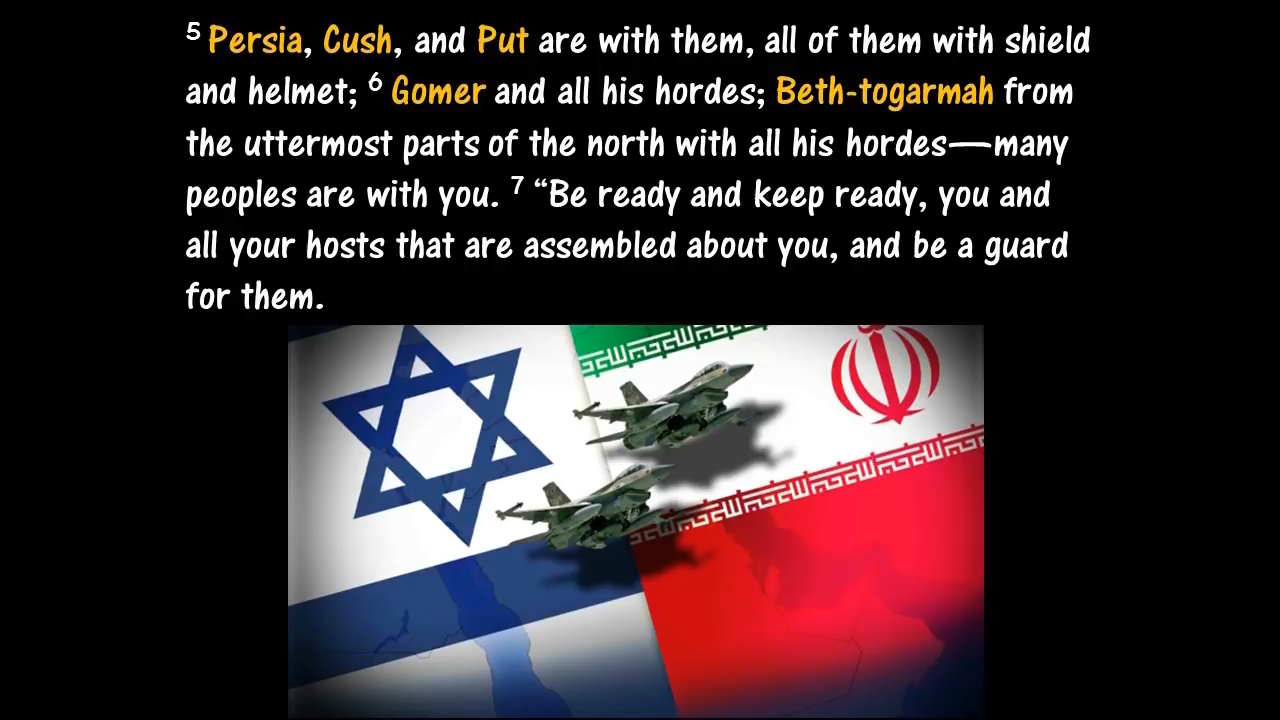 ⁵ Persia, Cush, and Put are with them, all of them with shield
and helmet; ⁶ Gomer and all his hordes; Beth-togarmah from
the uttermost parts of the north with all his hordes—many
peoples are with you. ⁷ “Be ready and keep ready, you and
all your hosts that are assembled about you, and be a guard
for them.